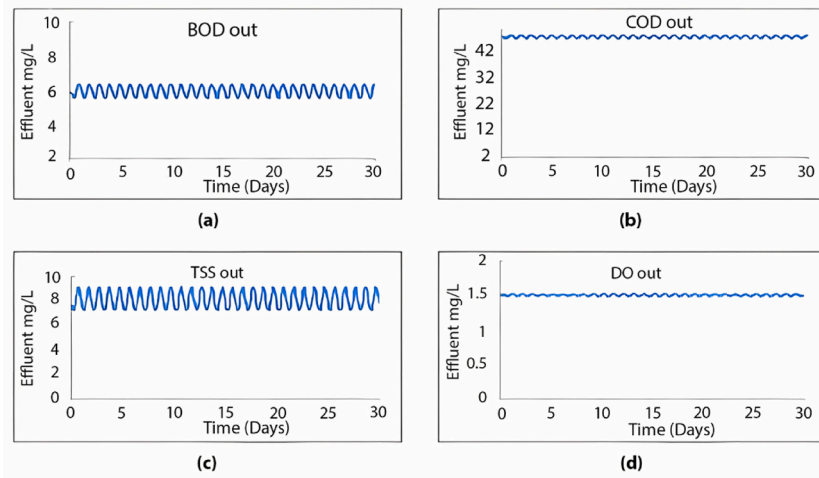 BOD out
Effluent mg/L
10
8
6
4
2
0 5 10 15 20 25 30
Time (Days)
(a)
COD out
Effluent mg/L
42
32
22
12
2
0 5 10 15 20 25 30
Time (Days)
(b)
TSS out
Effluent mg/L
10
8
6
4
2
0
0 5 10 15 20 25 30
Time (Days)
(c)
DO out
Effluent mg/L
2
1.5
1
0.5
0
0 5 10 15 20 25 30
Time (Days)
(d)